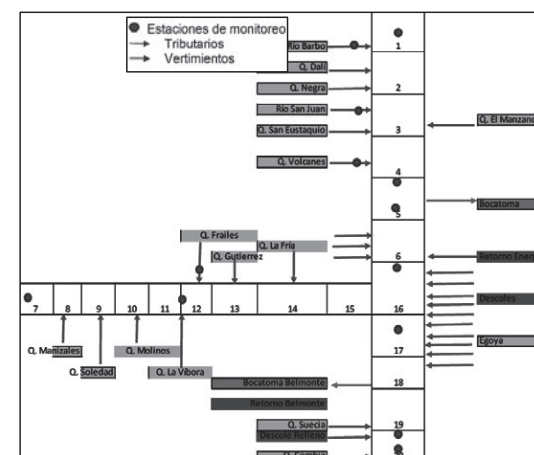 Estaciones de monitoreo
Tributarios
Vertimientos
Río Barbo
1
Q. Dalí
2
Q. Negra
Río San Juan
Q. El Manzano
Q. San Eustaquio
3
Q. Volcanes
4
Bocatoma
5
Q. Frailes
Q. La Fría
Q. Gutierrez
6
Retorno Ener
Descoles
7 8 9 10 11 12 13 14 15 16
Egoya
Q. Manizales
Q. Molinos
17
Q. Soledad
Q. La Víbora
Bocatoma Belmonte
18
Retorno Belmonte
Q. Suecia
19
Descole Relleno